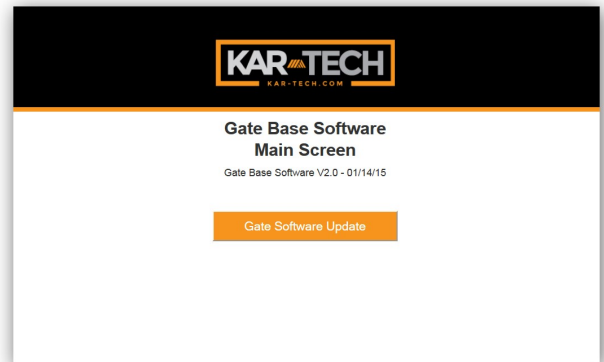 KAR-TECH
KAR-TECH.COM
Gate Base Software
Main Screen
Gate Base Software V2.0 - 01/14/15
Gate Software Update